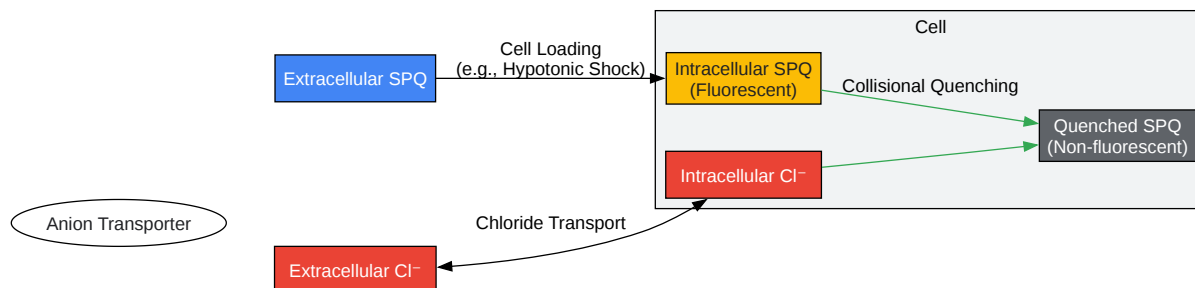 Cell
Cell Loading
(e.g., Hypotonic Shock)
Extracellular SPQ
Intracellular SPQ
(Fluorescent)
Collisional Quenching
Quenched SPQ
(Non-fluorescent)
Intracellular Cl⁻
Anion Transporter
Chloride Transport
Extracellular Cl⁻